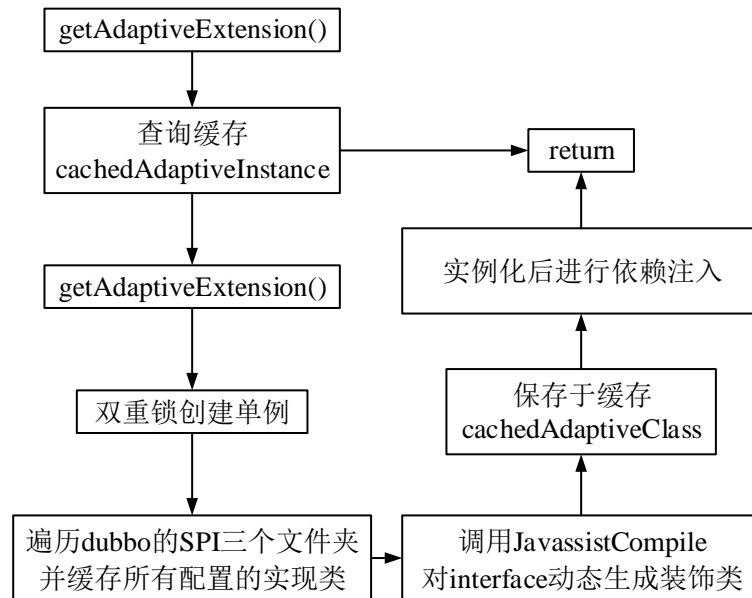 getAdaptiveExtension()
查询缓存
cachedAdaptiveInstance
return
getAdaptiveExtension()
实例化后进行依赖注入
双重锁创建单例
保存于缓存
cachedAdaptiveClass
遍历dubbo的SPI三个文件夹
并缓存所有配置的实现类
调用JavassistCompile
对interface动态生成装饰类